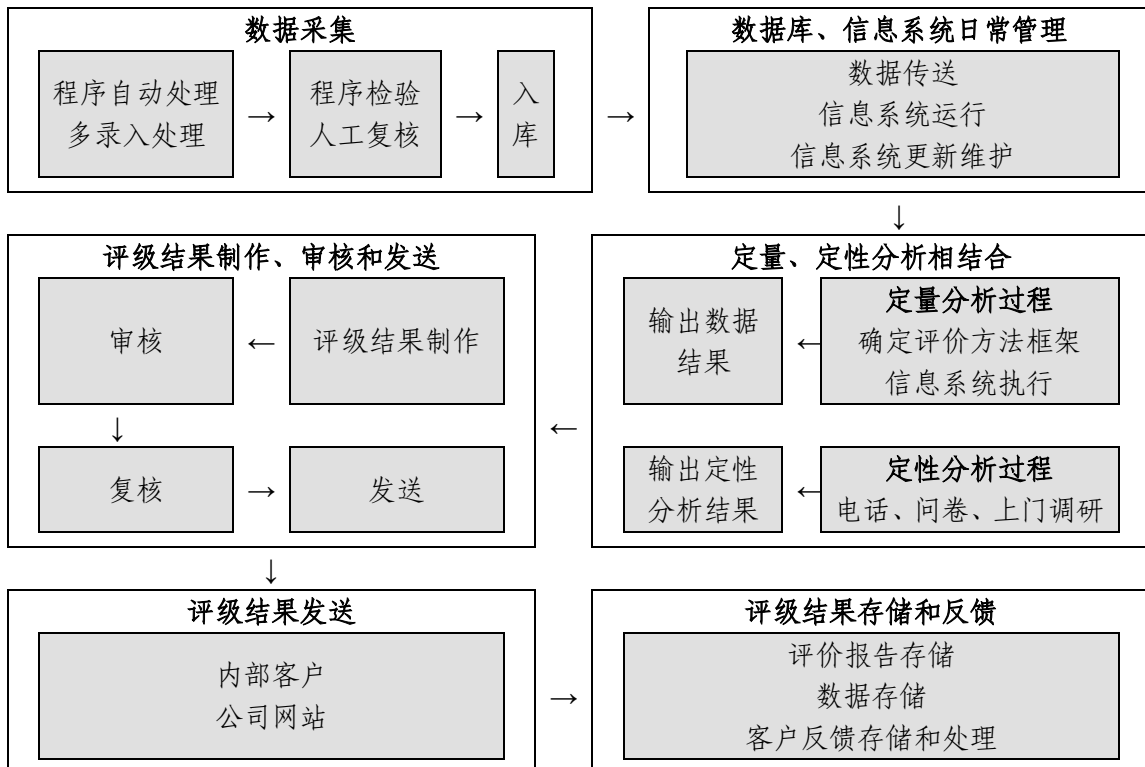 数据采集
程序自动处理
多录入处理
→
程序检验
人工复核
→
入
库
→
数据库、信息系统日常管理
数据传送
信息系统运行
信息系统更新维护
↓
定量、定性分析相结合
定量分析过程
确定评价方法框架
信息系统执行
←
输出数据
结果
定性分析过程
电话、问卷、上门调研
←
输出定性
分析结果
←
评级结果制作、审核和发送
评级结果制作
←
审核
↓
复核
→
发送
↓
评级结果发送
内部客户
公司网站
→
评级结果存储和反馈
评价报告存储
数据存储
客户反馈存储和处理